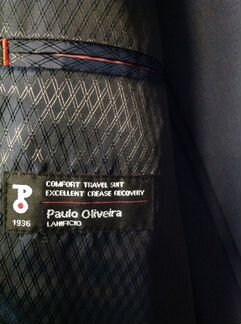 COMFORT TRAVEL SUIT
EXCELLENT CREASE RECOVERY
Paulo Oliveira
LANIFICIO
1936